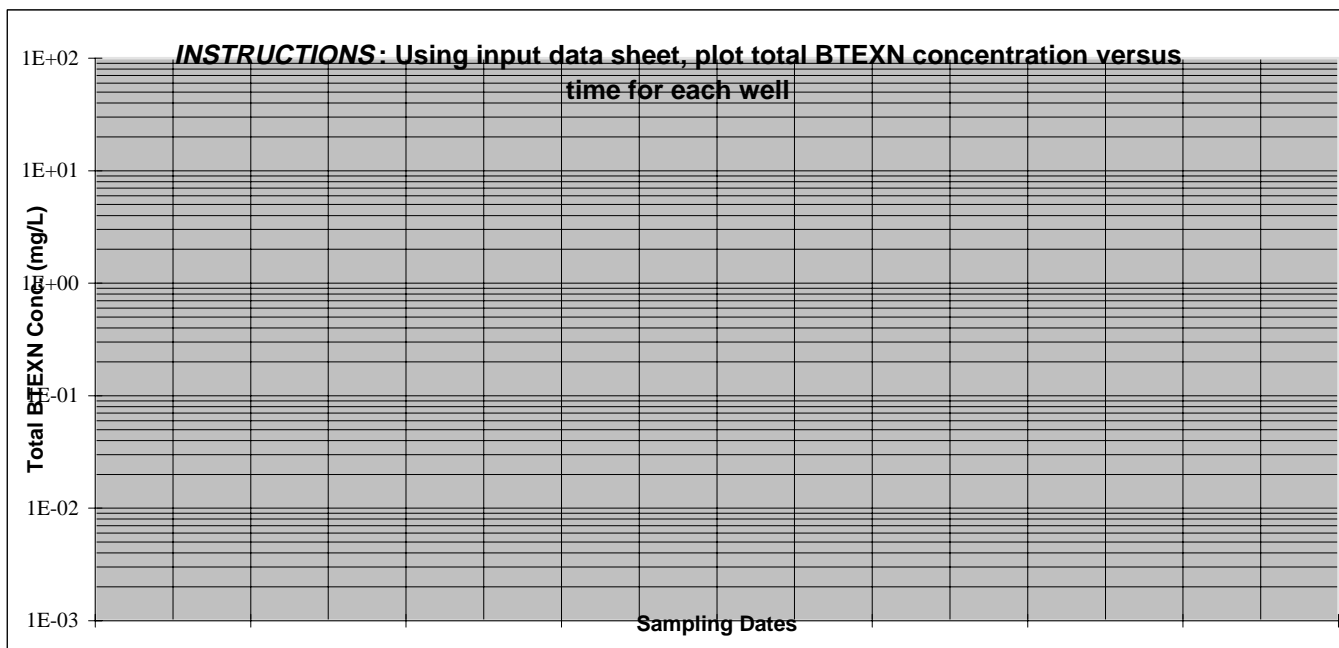 INSTRUCTIONS: Using input data sheet, plot total BTEXN concentration versus
time for each well
1E+02
1E+01
1E+00
1E-01
1E-02
1E-03
Total BTEXN Conc. (mg/L)
Sampling Dates